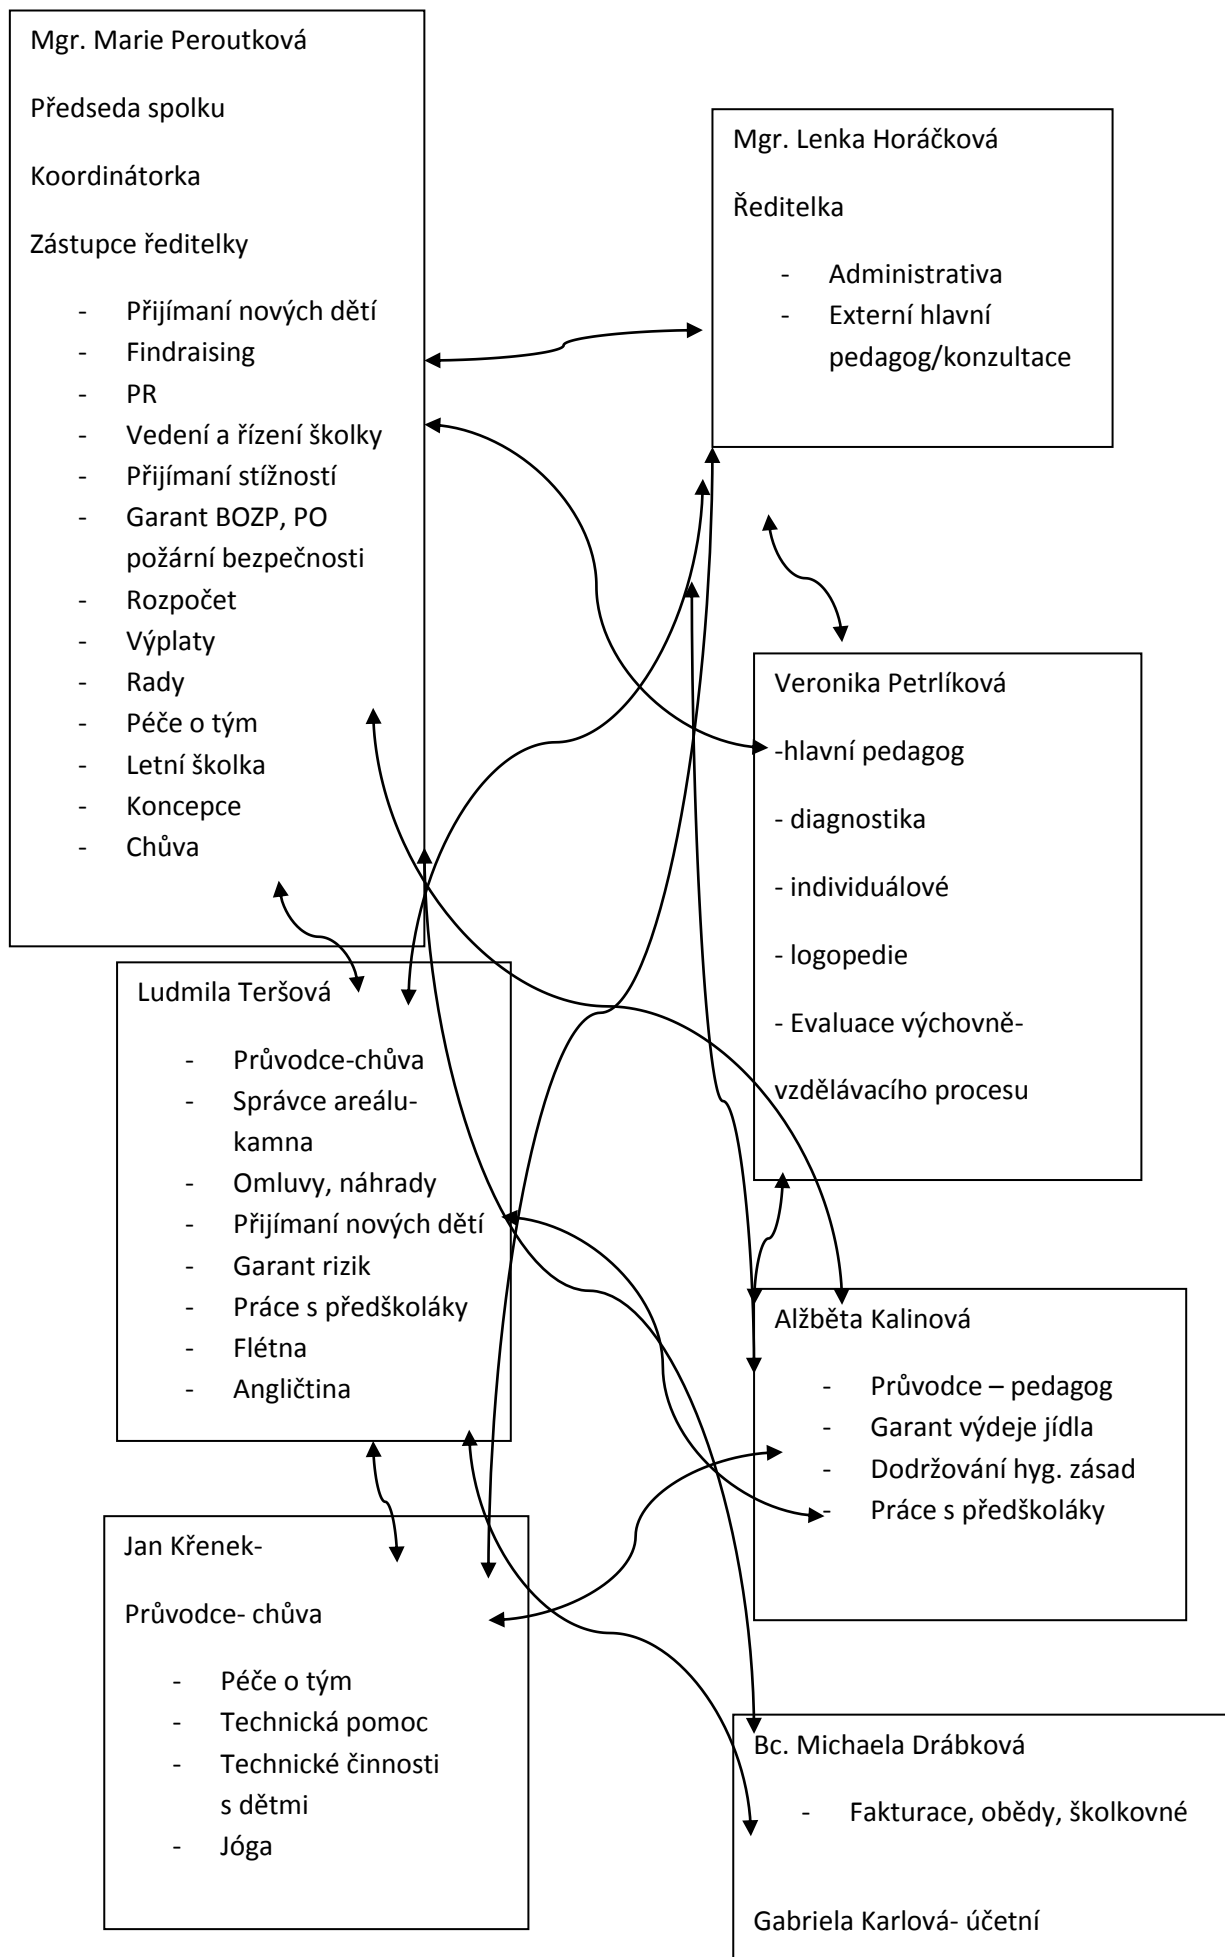 Mgr. Marie Peroutková
Předseda spolku
Koordinátorka
Zástupce ředitelky
- Přijímaní nových dětí
- Findraising
- PR
- Vedení a řízení školky
- Přijímaní stížností
- Garant BOZP, PO
požární bezpečnosti
- Rozpočet
- Výplaty
- Rady
- Péče o tým
- Letní školka
- Koncepce
- Chůva
Mgr. Lenka Horáčková
Ředitelka
- Administrativa
- Externí hlavní
pedagog/konzultace
Veronika Petrlíková
-hlavní pedagog
- diagnostika
- individuálové
- logopedie
- Evaluace výchovně-
vzdělávacího procesu
Ludmila Teršová
- Průvodce-chůva
- Správce areálu-
kamna
- Omluvy, náhrady
- Přijímaní nových dětí
- Garant rizik
- Práce s předškoláky
- Flétna
- Angličtina
Alžběta Kalinová
- Průvodce – pedagog
- Garant výdeje jídla
- Dodržování hyg. zásad
- Práce s předškoláky
Jan Křenek-
Průvodce- chůva
- Péče o tým
- Technická pomoc
- Technické činnosti
s dětmi
- Jóga
Bc. Michaela Drábková
- Fakturace, obědy, školkovné
Gabriela Karlová- účetní